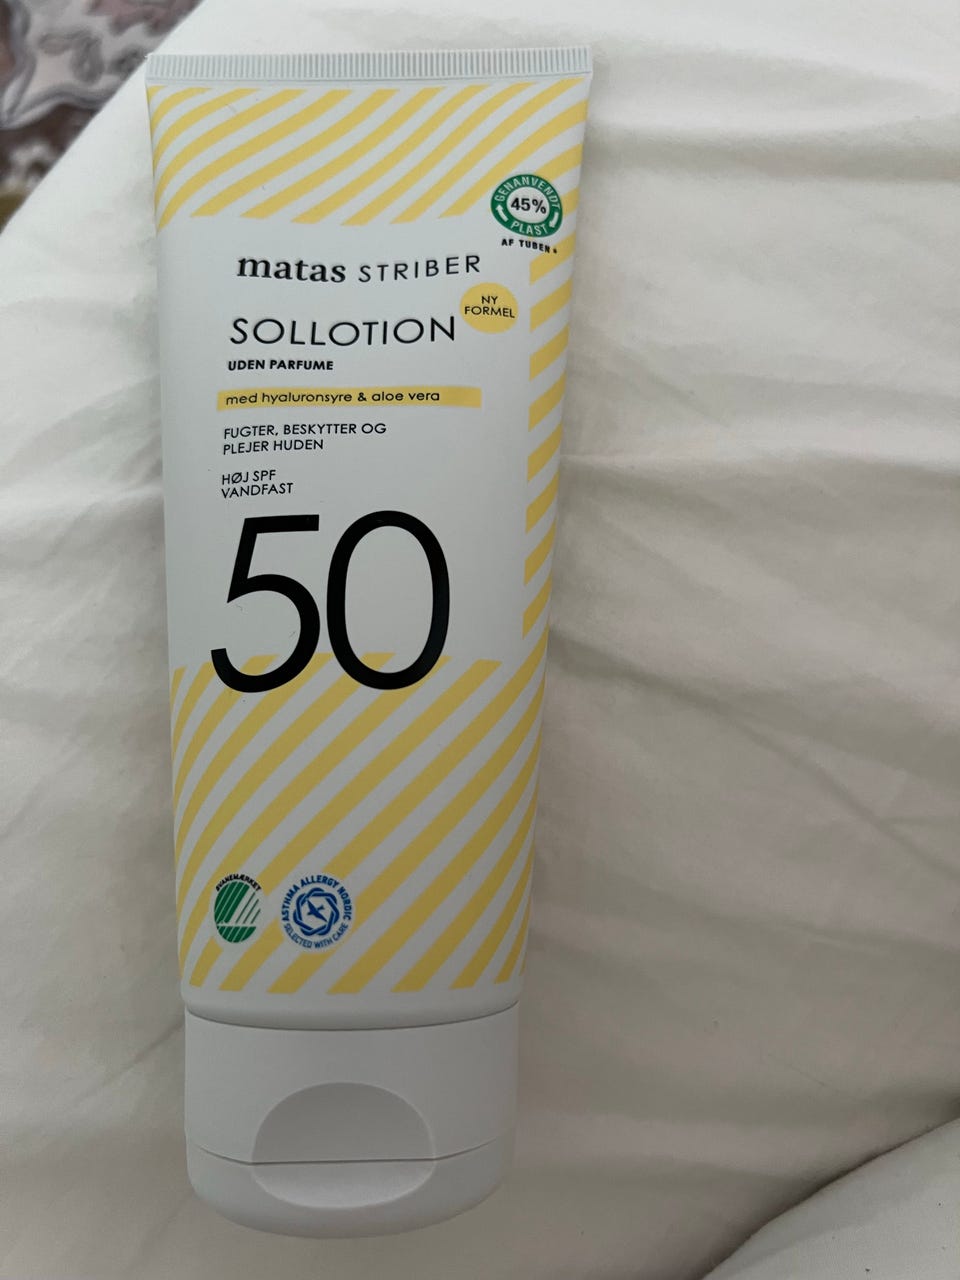 GENANVENDT
45%
PLAST
AF TUBEN
matas STRIBER
NY
FORMEL
SOLLOTION
UDEN PARFUME
med hyaluronsyre & aloe vera
FUGTER, BESKYTTER OG
PLEJER HUDEN
HØJ SPF
VANDFAST
50
SVANEMÆRKET
ASTHMA ALLERGY NORDIC
SELECTED WITH CARE